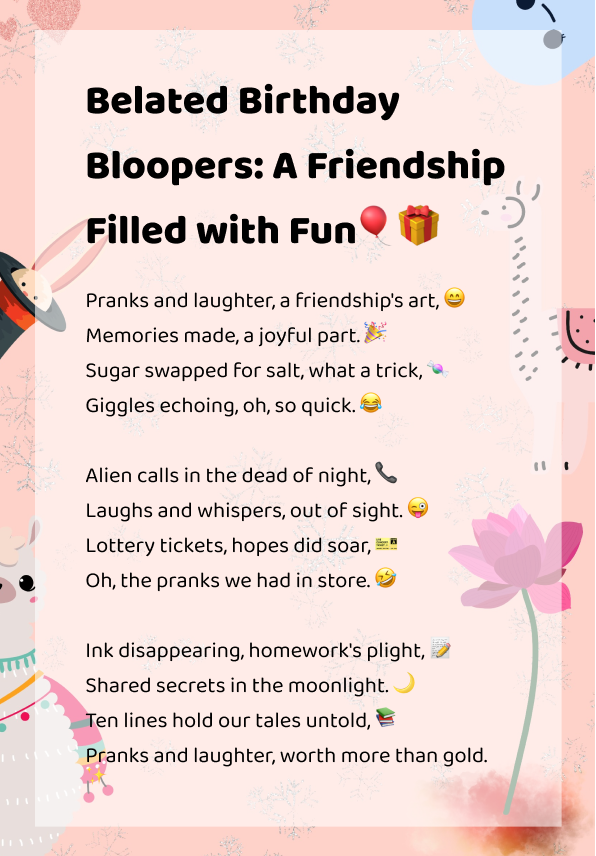 Belated Birthday
Bloopers: A Friendship
Filled with Fun🎈🎁
Pranks and laughter, a friendship's art, 😄
Memories made, a joyful part. 🎉
Sugar swapped for salt, what a trick, 🍬
Giggles echoing, oh, so quick. 😂
Alien calls in the dead of night, 📞
Laughs and whispers, out of sight. 😜
Lottery tickets, hopes did soar, 🎫
Oh, the pranks we had in store. 🤣
Ink disappearing, homework's plight, 📝
Shared secrets in the moonlight. 🌙
Ten lines hold our tales untold, 📚
Pranks and laughter, worth more than gold.